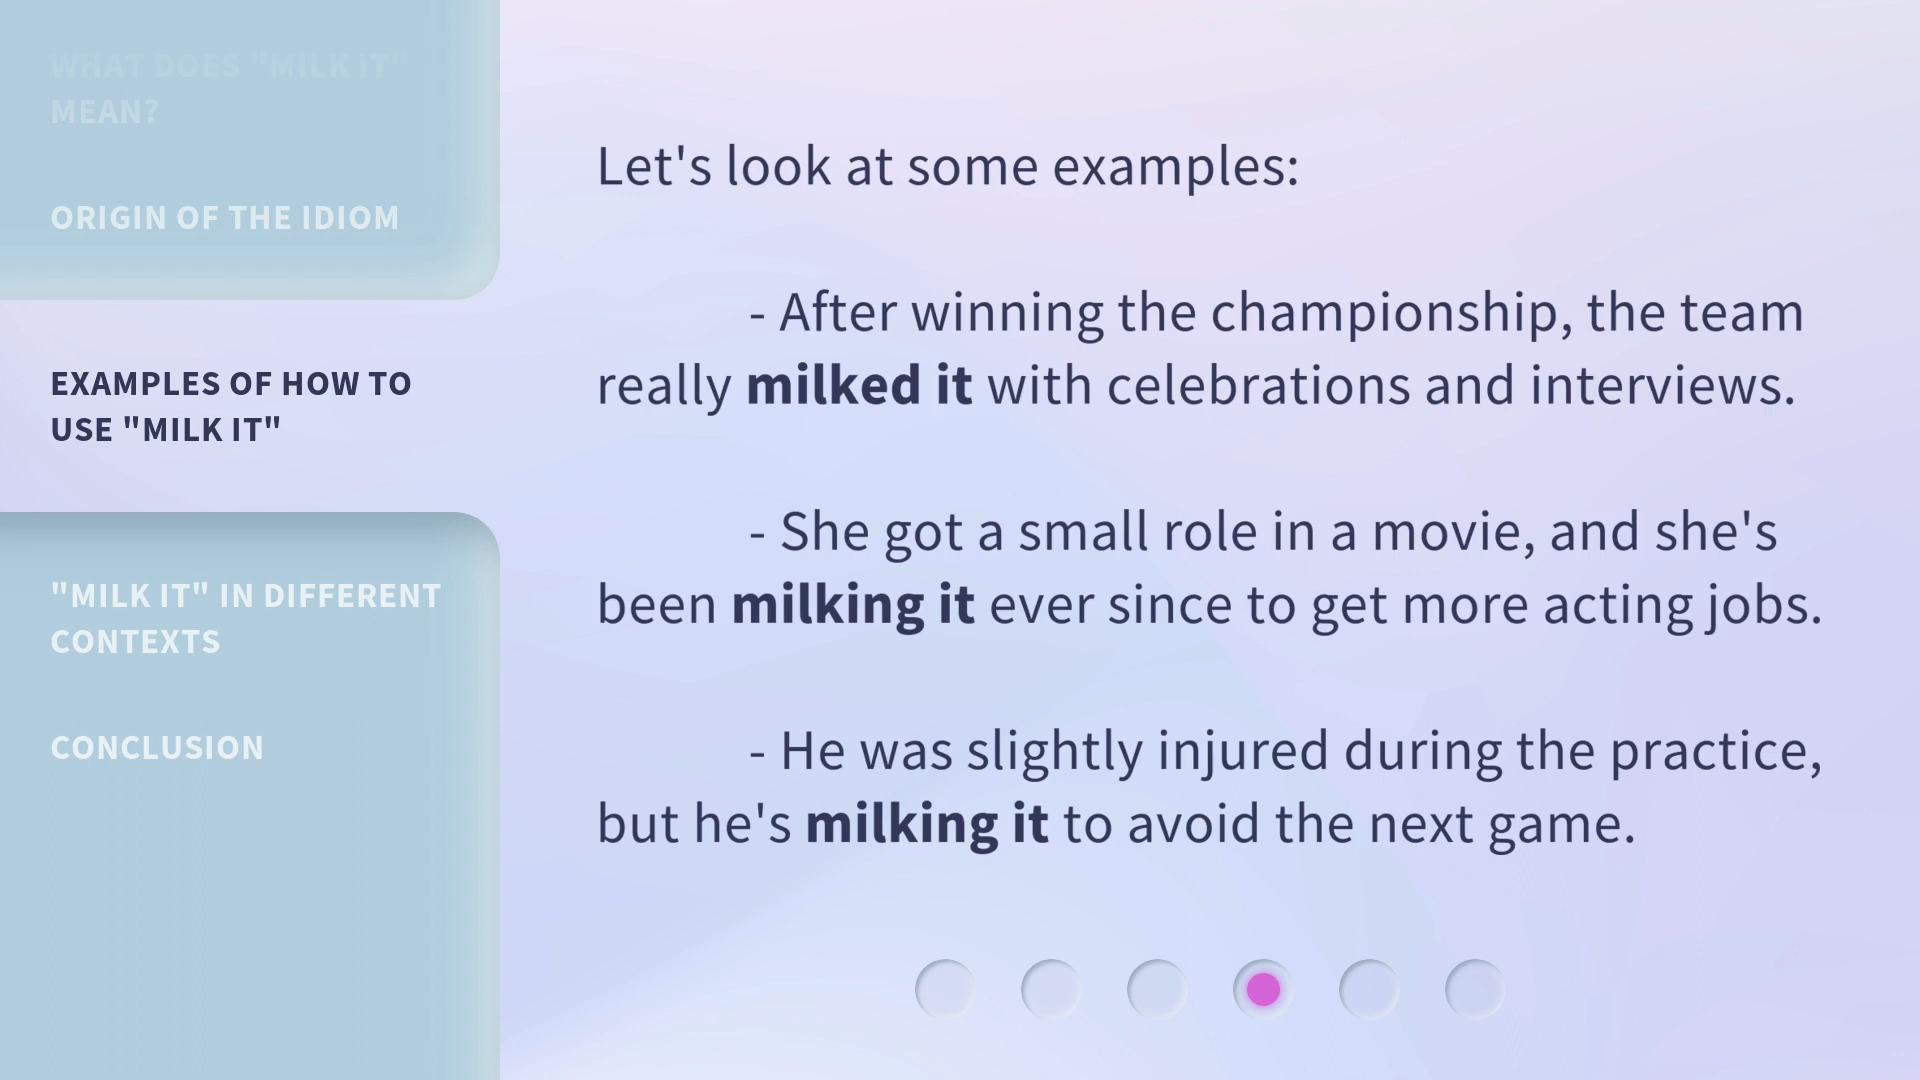 WHAT DOES "MILK IT"
MEAN?
ORIGIN OF THE IDIOM
EXAMPLES OF HOW TO
USE "MILK IT"
"MILK IT" IN DIFFERENT
CONTEXTS
CONCLUSION
Let's look at some examples:
- After winning the championship, the team
really milked it with celebrations and interviews.
- She got a small role in a movie, and she's
been milking it ever since to get more acting jobs.
- He was slightly injured during the practice,
but he's milking it to avoid the next game.